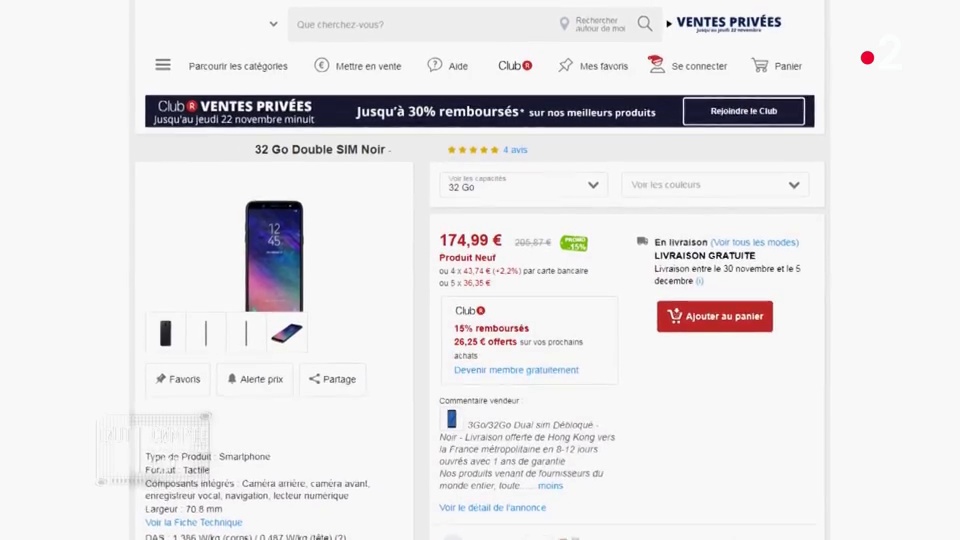 Que cherchez-vous?
Rechercher
autour de moi
VENTES PRIVÉES
jusqu'au jeudi 22 novembre
2
Parcourir les catégories
€ Mettre en vente
? Aide
Club R
Mes favoris
Se connecter
Panier
Club R VENTES PRIVÉES
Jusqu'au jeudi 22 novembre minuit
Jusqu'à 30% remboursés* sur nos meilleurs produits
Rejoindre le Club
32 Go Double SIM Noir -
4 avis
Voir les capacités
32 Go
Voir les couleurs
12
45
174,99 €
205,87 €
PROMO
15%
Produit Neuf
ou 4 x 43,74 € (+2,2%) par carte bancaire
ou 5 x 36,35 €
En livraison (Voir tous les modes)
LIVRAISON GRATUITE
Livraison entre le 30 novembre et le 5
décembre (i)
Ajouter au panier
Club R
15% remboursés
26,25 € offerts sur vos prochains
achats
Devenir membre gratuitement
Favoris
Alerte prix
Partage
Commentaire vendeur :
3Go/32Go Dual sim Débloqué -
Noir - Livraison offerte de Hong Kong vers
la France métropolitaine en 8-12 jours
ouvrés avec 1 ans de garantie
Nos produits venant de fournisseurs du
monde entier, toute..... moins
Voir le détail de l'annonce
Type de Produit : Smartphone
Format : Tactile
Composants intégrés : Caméra arrière, caméra avant,
enregistreur vocal, navigation, lecteur numérique
Largeur : 70.8 mm
Voir la Fiche Technique
DAS : 1.386 W/kg (corps) / 0.487 W/kg (tête) (2)